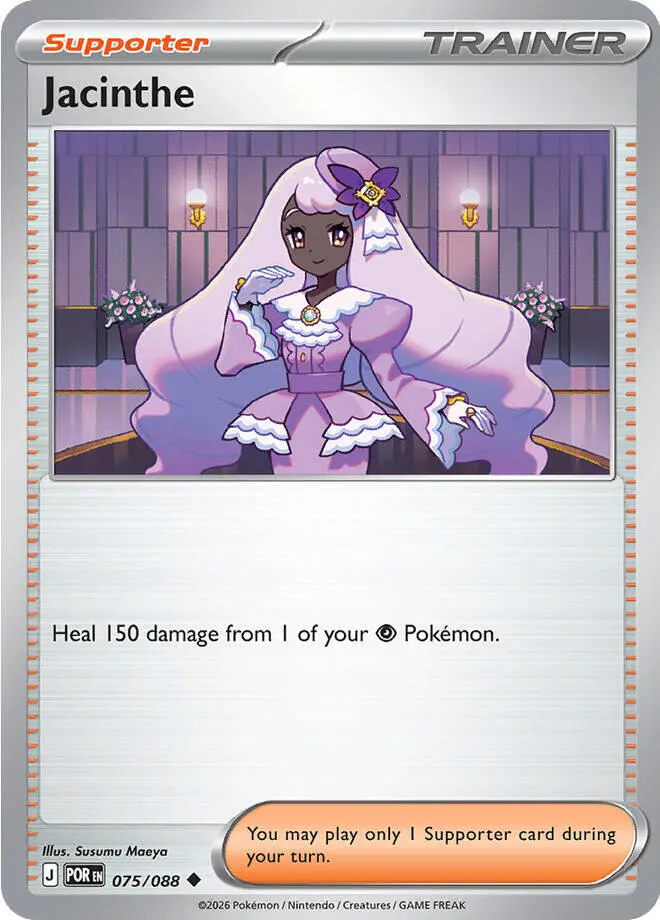 Supporter
TRAINER
Jacinthe
Heal 150 damage from 1 of your Pokémon.
You may play only 1 Supporter card during
your turn.
Illus. Susumu Maeya
J POR EN 075/088
©2026 Pokémon / Nintendo / Creatures / GAME FREAK